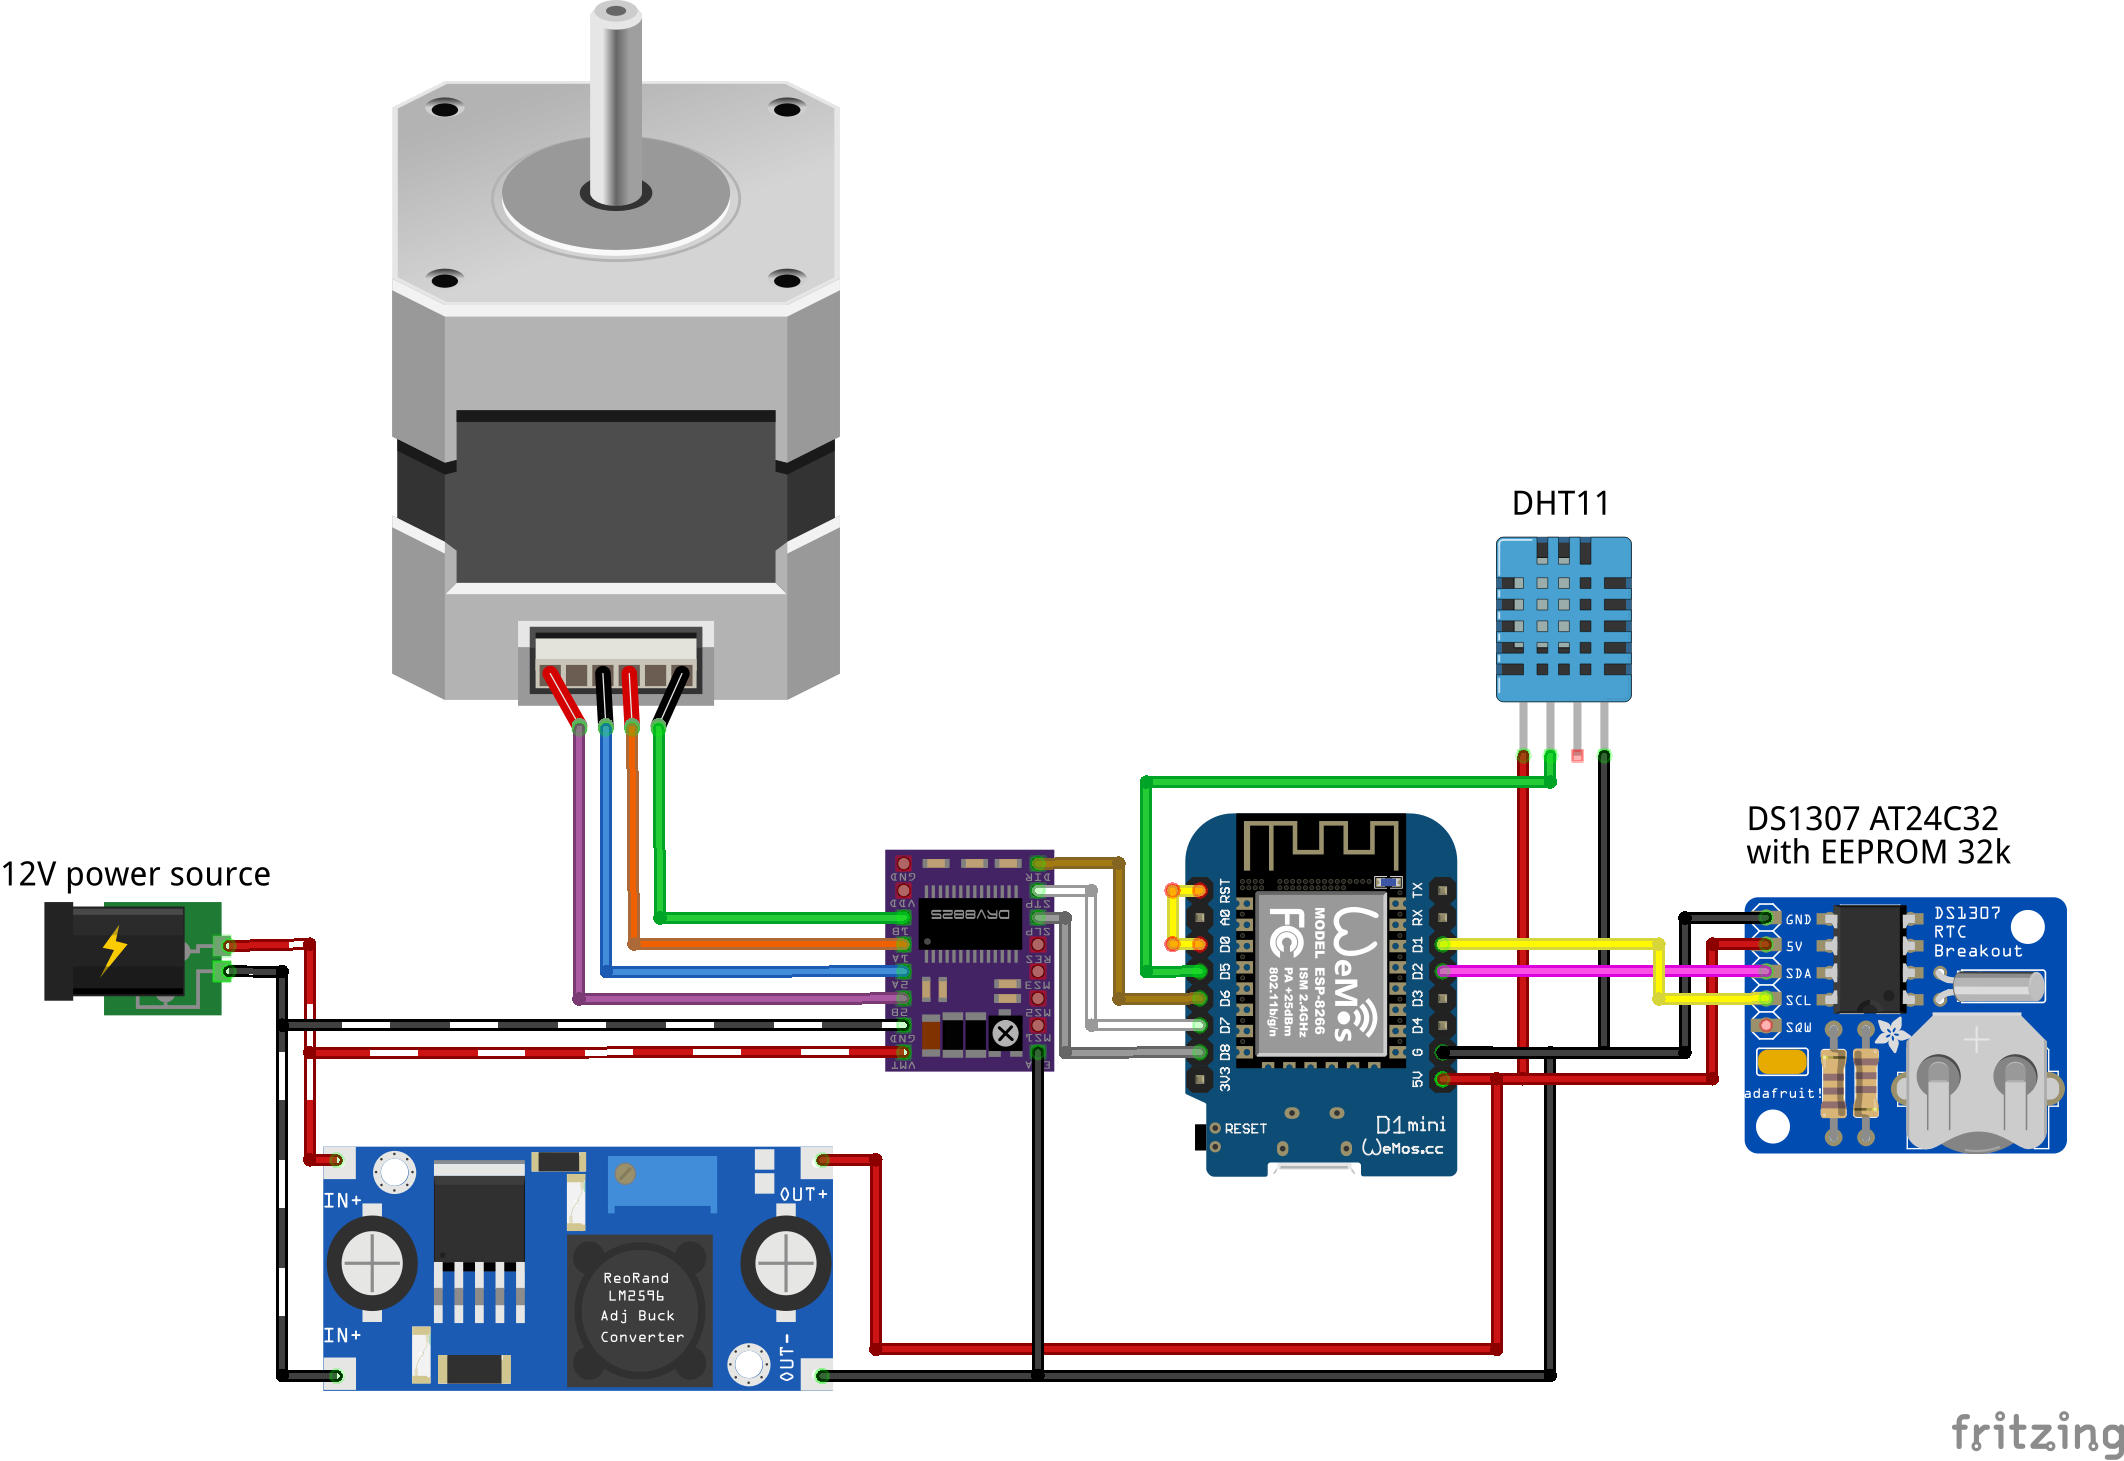 DHT11
DS1307 AT24C32
with EEPROM 32k
12V power source
GND
VDD
1B
1A
2A
2B
GND
VMT
DRV8825
DIR
STP
SLP
RES
MS3
MS2
MS1
RST
A0
D0
D5
D6
D7
D8
3V3
TX
RX
D1
D2
D3
D4
G
5V
WeMos
FC
MODEL ESP-8266
ISM 2.4GHz
PA +25dBm
802.11b/g/n
RESET
D1mini
WeMos.cc
GND
5V
SDA
SCL
SQW
DS1307
RTC
Breakout
adafruit!
IN+
IN+
OUT+
OUT-
ReoRand
LM2596
Adj Buck
Converter
fritzing